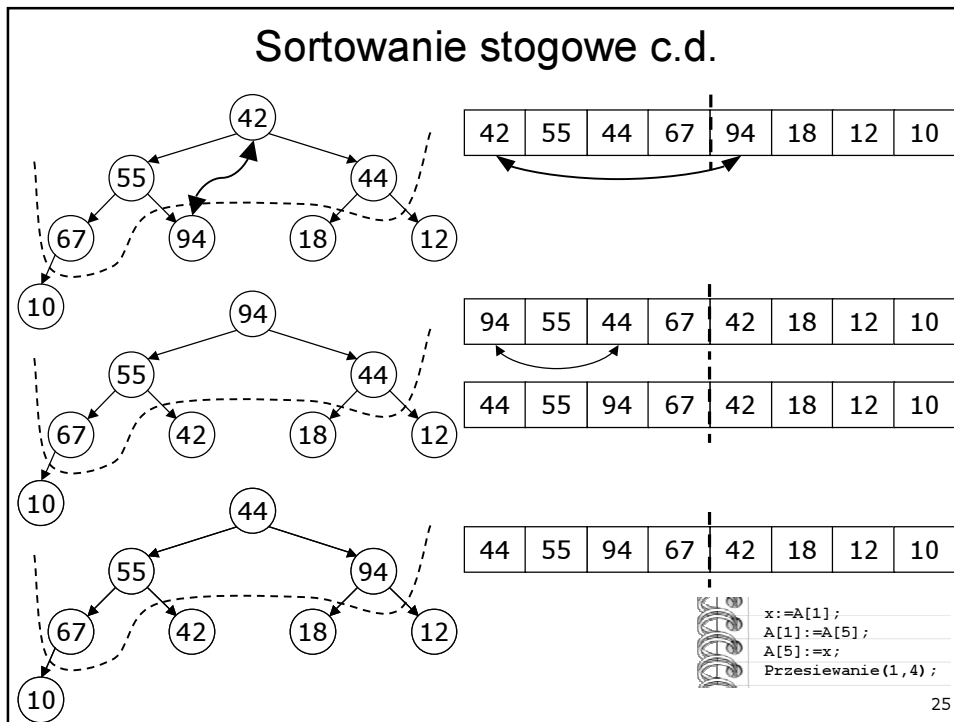 Sortowanie stogowe c.d.
42
55 44
67 94 18 12
10
42 55 44 67 94 18 12 10
94
55 44
67 42 18 12
10
94 55 44 67 42 18 12 10
44 55 94 67 42 18 12 10
44
55 94
67 42 18 12
10
44 55 94 67 42 18 12 10
x:=A[1];
A[1]:=A[5];
A[5]:=x;
Przesiewanie(1,4);
25